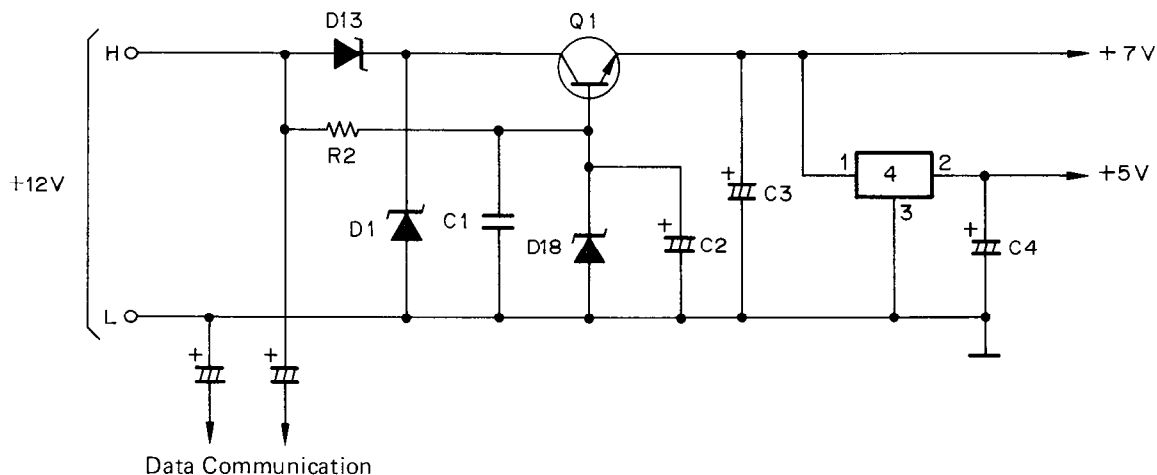 D13
Q1
H
+7V
R2
1
4
2
+12V
+5V
3
+
C3
D1
C1
D18
+
C2
+
C4
L
+
+
Data Communication